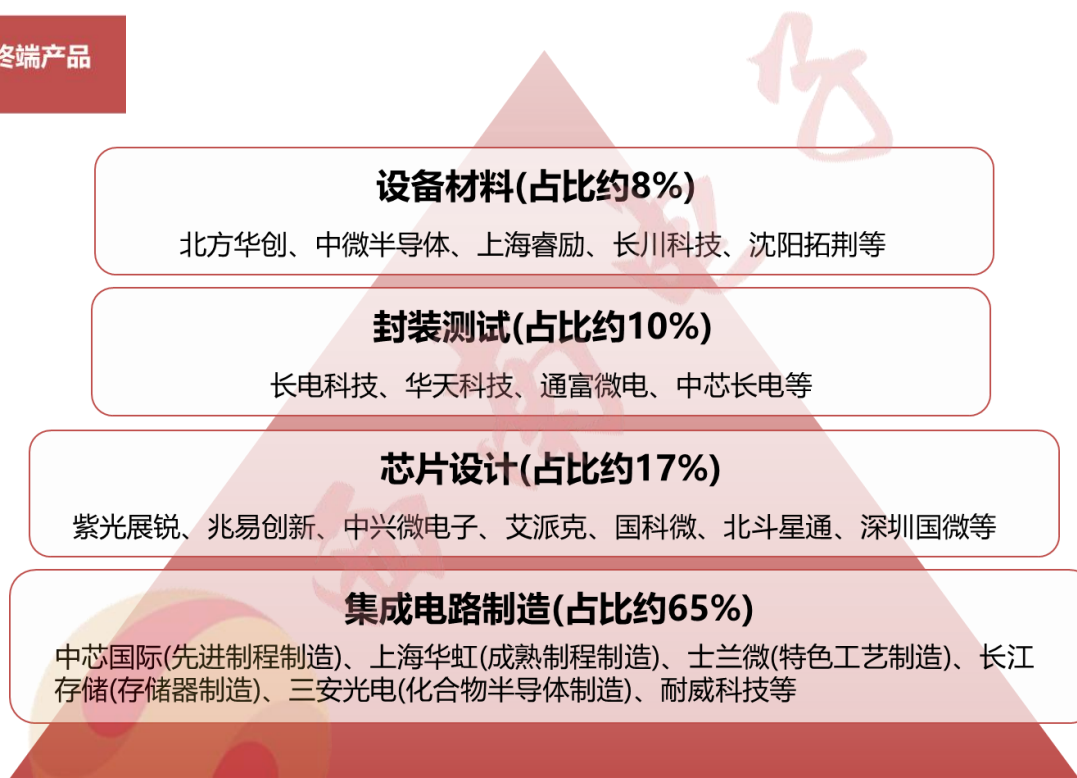 终端产品
设备材料(占比约8%)
北方华创、中微半导体、上海睿励、长川科技、沈阳拓荆等
封装测试(占比约10%)
长电科技、华天科技、通富微电、中芯长电等
芯片设计(占比约17%)
紫光展锐、兆易创新、中兴微电子、艾派克、国科微、北斗星通、深圳国微等
集成电路制造(占比约65%)
中芯国际(先进制程制造)、上海华虹(成熟制程制造)、士兰微(特色工艺制造)、长江
存储(存储器制造)、三安光电(化合物半导体制造)、耐威科技等